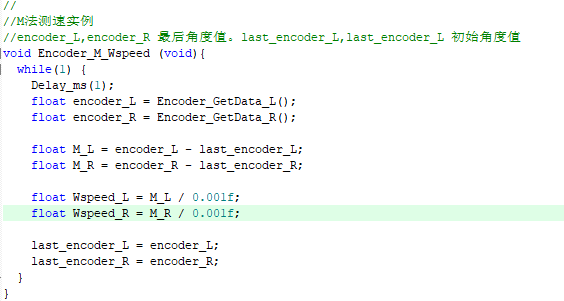 //
//M法测速实例
//encoder_L,encoder_R 最后角度值。last_encoder_L,last_encoder_L 初始角度值
void Encoder_M_Wspeed (void){
  while(1) {
    Delay_ms(1);
    float encoder_L = Encoder_GetData_L();
    float encoder_R = Encoder_GetData_R();
    float M_L = encoder_L - last_encoder_L;
    float M_R = encoder_R - last_encoder_R;
    float Wspeed_L = M_L / 0.001f;
    float Wspeed_R = M_R / 0.001f;
    last_encoder_L = encoder_L;
    last_encoder_R = encoder_R;
  }
}